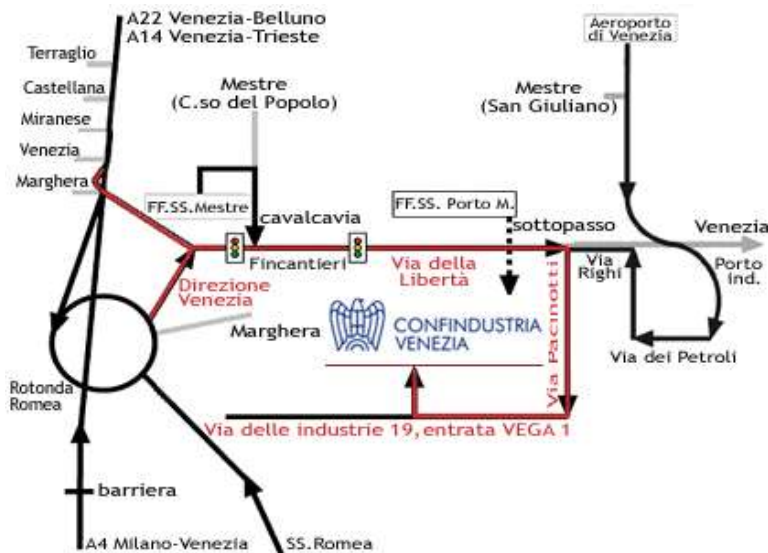 A22 Venezia-Belluno
A14 Venezia-Trieste
Aeroporto
di Venezia
Terraglio
Castellana
Miranese
Venezia
Marghera
Mestre
(C.so del Popolo)
Mestre
(San Giuliano)
FF.SS.Mestre
FF.SS. Porto M.
cavalcavia
sottopasso
Venezia
Fincantieri
Via della
Libertà
Via
Righi
Porto
ind.
Direzione
Venezia
Marghera
CONFINDUSTRIA
VENEZIA
Via Pacinotti
Via dei Petroli
Rotonda
Romea
Via delle industrie 19, entrata VEGA 1
barriera
A4 Milano-Venezia
SS.Romea